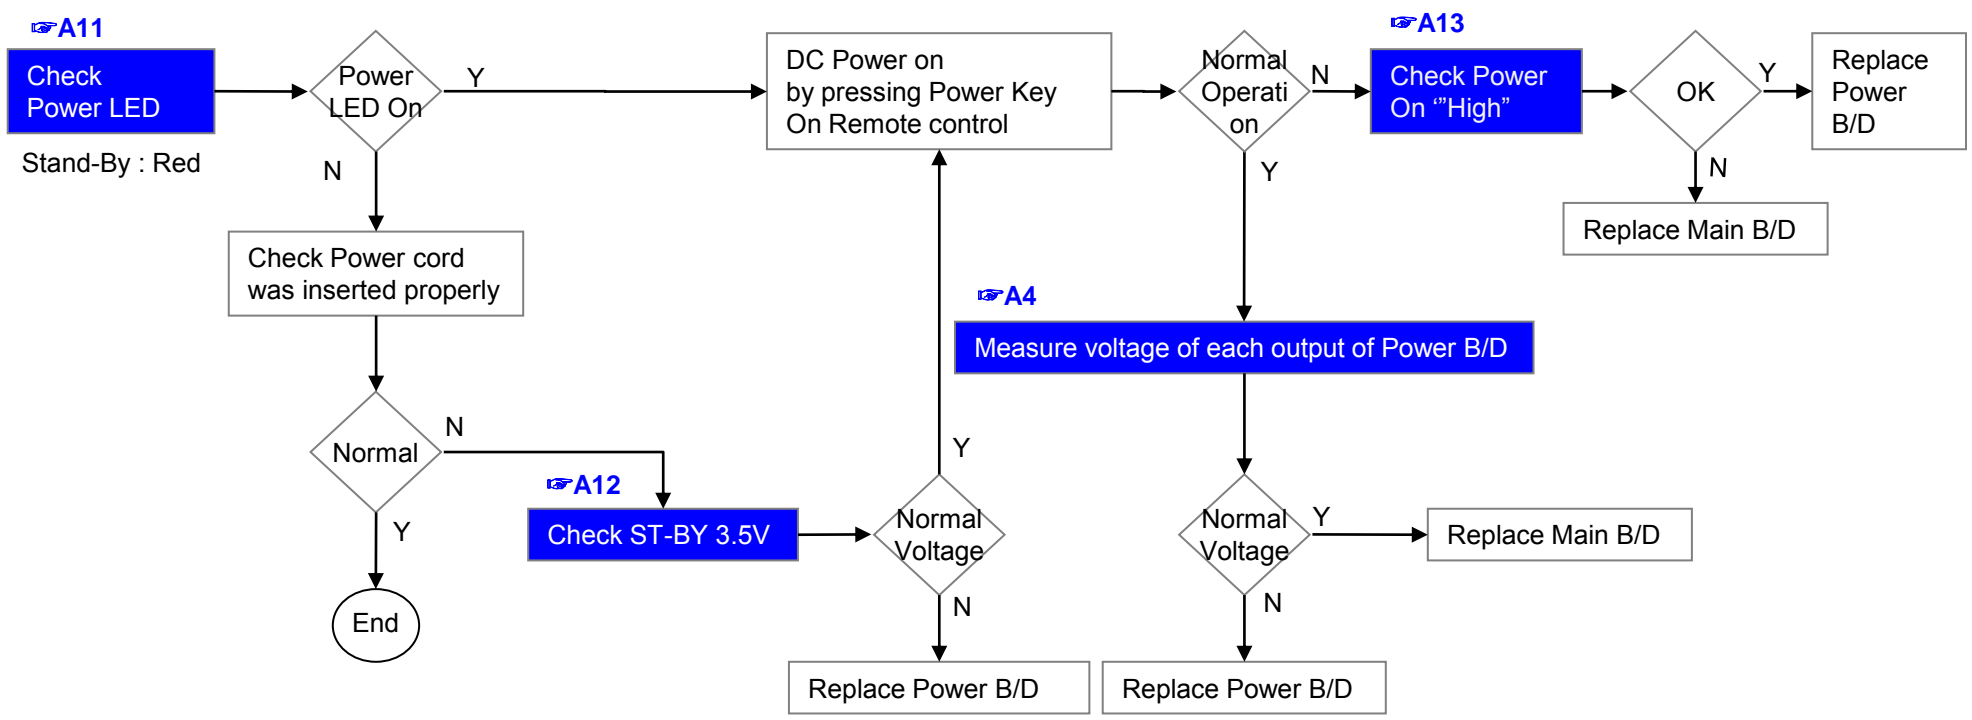 ☞A11
Check
Power LED
Stand-By : Red
Power
LED On
Y
N
DC Power on
by pressing Power Key
On Remote control
Normal
Operati
on
N
Y
☞A13
Check Power
On ‘”High”
OK
Y
N
Replace
Power
B/D
Replace Main B/D
Check Power cord
was inserted properly
Normal
N
Y
End
☞A12
Check ST-BY 3.5V
Normal
Voltage
Y
N
Replace Power B/D
☞A4
Measure voltage of each output of Power B/D
Normal
Voltage
Y
N
Replace Main B/D
Replace Power B/D